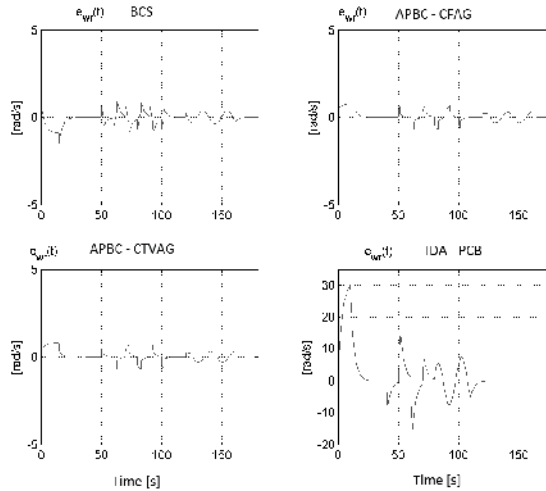 e_wr(t) BCS
5
[rad/s]
0
-5
0 50 100 150
e_wr(t) APBC - CFAG
5
[rad/s]
0
-5
0 50 100 150
e_wr(t) APBC - CTVAG
5
[rad/s]
0
-5
0 50 100 150
Time [s]
e_wr(t) IDA PCB
30
20
10
[rad/s]
0
-10
20
0 50 100 150
Time [s]